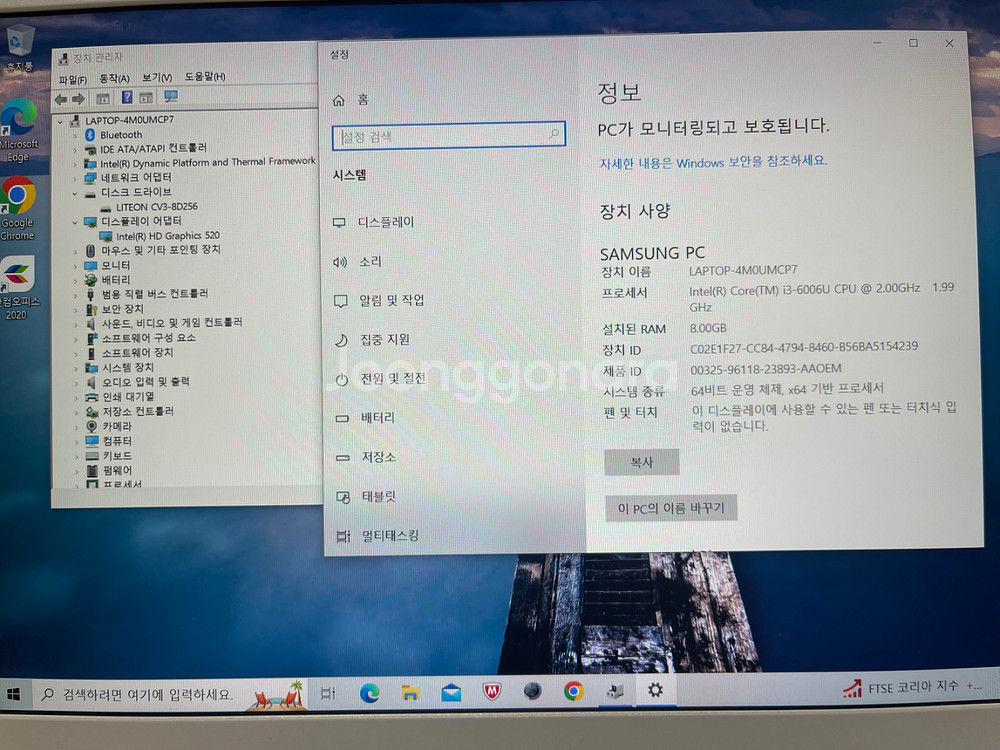 휴지통
Microsoft
Edge
Google
Chrome
한컴오피스
2020
장치 관리자
파일(F) 동작(A) 보기(V) 도움말(H)
LAPTOP-4M0UMCP7
Bluetooth
IDE ATA/ATAPI 컨트롤러
Intel(R) Dynamic Platform and Thermal Framework
네트워크 어댑터
디스크 드라이브
LITEON CV3-8D256
디스플레이 어댑터
Intel(R) HD Graphics 520
마우스 및 기타 포인팅 장치
모니터
배터리
범용 직렬 버스 컨트롤러
보안 장치
사운드, 비디오 및 게임 컨트롤러
소프트웨어 구성 요소
소프트웨어 장치
시스템 장치
오디오 입력 및 출력
인쇄 대기열
저장소 컨트롤러
카메라
컴퓨터
키보드
펌웨어
프로세서
설정
홈
설정 검색
시스템
디스플레이
소리
알림 및 작업
집중 지원
전원 및 절전
배터리
저장소
태블릿
멀티태스킹
정보
PC가 모니터링되고 보호됩니다.
자세한 내용은 Windows 보안을 참조하세요.
장치 사양
SAMSUNG PC
장치 이름 LAPTOP-4M0UMCP7
프로세서 Intel(R) Core(TM) i3-6006U CPU @ 2.00GHz 1.99
GHz
설치된 RAM 8.00GB
장치 ID C02E1F27-CC84-4794-8460-B56BA5154239
제품 ID 00325-96118-23893-AAOEM
시스템 종류 64비트 운영 체제, x64 기반 프로세서
펜 및 터치 이 디스플레이에 사용할 수 있는 펜 또는 터치식 입
력이 없습니다.
복사
이 PC의 이름 바꾸기
Joonggonara
검색하려면 여기에 입력하세요.
FTSE 코리아 지수 +...